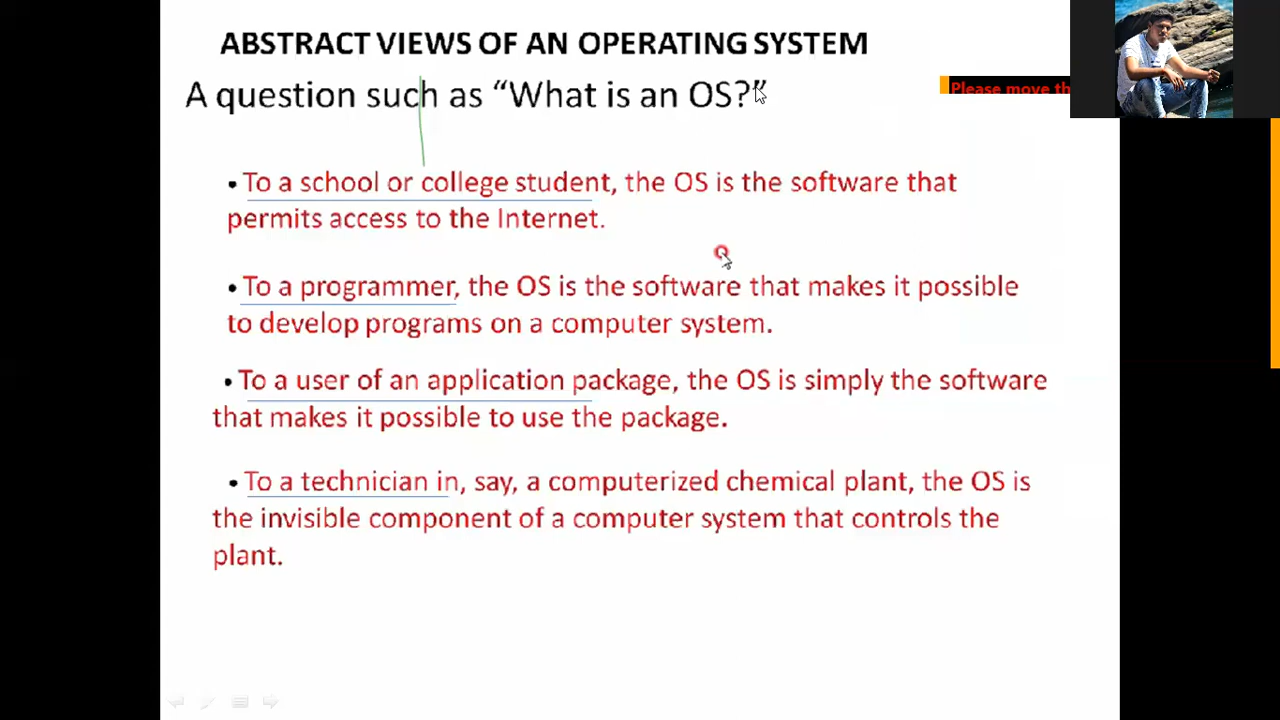 ABSTRACT VIEWS OF AN OPERATING SYSTEM
A question such as “What is an OS?”
Please move th
• To a school or college student, the OS is the software that
permits access to the Internet.
• To a programmer, the OS is the software that makes it possible
to develop programs on a computer system.
• To a user of an application package, the OS is simply the software
that makes it possible to use the package.
• To a technician in, say, a computerized chemical plant, the OS is
the invisible component of a computer system that controls the
plant.